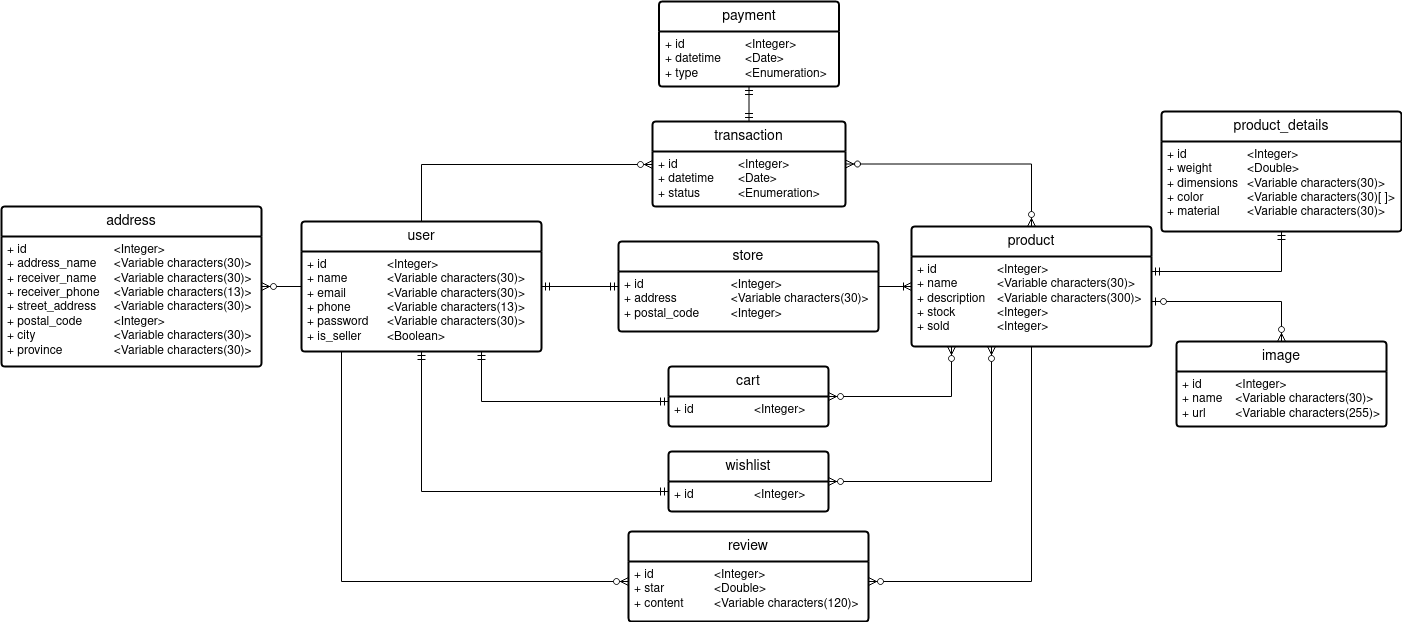 payment
+ id <Integer>
+ datetime <Date>
+ type <Enumeration>
transaction
+ id <Integer>
+ datetime <Date>
+ status <Enumeration>
product_details
+ id <Integer>
+ weight <Double>
+ dimensions <Variable characters(30)>
+ color <Variable characters(30)[ ]>
+ material <Variable characters(30)>
address
+ id <Integer>
+ address_name <Variable characters(30)>
+ receiver_name <Variable characters(30)>
+ receiver_phone <Variable characters(13)>
+ street_address <Variable characters(30)>
+ postal_code <Integer>
+ city <Variable characters(30)>
+ province <Variable characters(30)>
user
+ id <Integer>
+ name <Variable characters(30)>
+ email <Variable characters(30)>
+ phone <Variable characters(13)>
+ password <Variable characters(30)>
+ is_seller <Boolean>
store
+ id <Integer>
+ address <Variable characters(30)>
+ postal_code <Integer>
product
+ id <Integer>
+ name <Variable characters(30)>
+ description <Variable characters(300)>
+ stock <Integer>
+ sold <Integer>
image
+ id <Integer>
+ name <Variable characters(30)>
+ url <Variable characters(255)>
cart
+ id <Integer>
wishlist
+ id <Integer>
review
+ id <Integer>
+ star <Double>
+ content <Variable characters(120)>